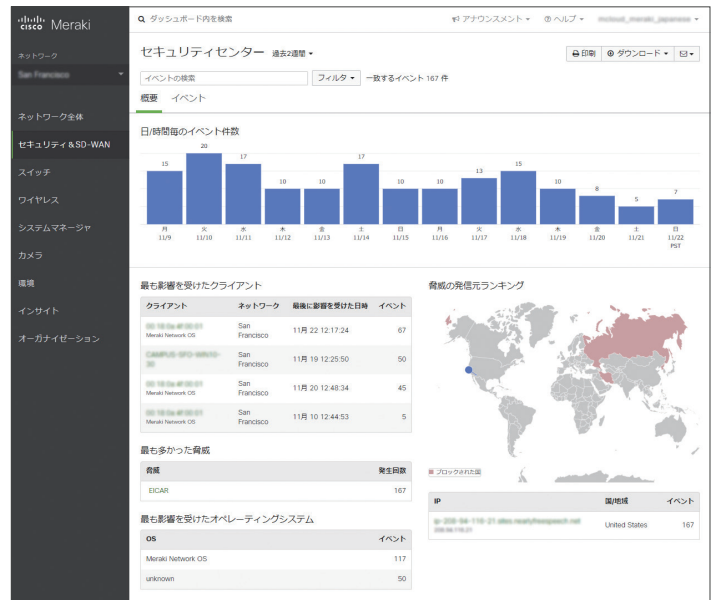 cisco Meraki
ダッシュボード内を検索
アナウンスメント
ヘルプ
ネットワーク
San Francisco
ネットワーク全体
セキュリティ&SD-WAN
スイッチ
ワイヤレス
システムマネージャ
カメラ
環境
インサイト
オーガナイゼーション
セキュリティセンター 過去2週間
印刷
ダウンロード
イベントの検索
フィルタ
一致するイベント 167 件
概要 イベント
日/時間毎のイベント件数
15 20 17 10 10 17 10 10 13 15 10 8 5 7
月 火 水 木 金 土 日 月 火 水 木 金 土 日
11/9 11/10 11/11 11/12 11/13 11/14 11/15 11/16 11/17 11/18 11/19 11/20 11/21 11/22
PST
最も影響を受けたクライアント
クライアント ネットワーク 最後に影響を受けた日時 イベント
Meraki Network OS
San Francisco
11月 22 12:17:24 67
San Francisco
11月 19 12:25:50 50
Meraki Network OS
San Francisco
11月 20 12:48:34 45
Meraki Network OS
San Francisco
11月 10 12:44:53 5
最も多かった脅威
脅威 発生回数
EICAR 167
最も影響を受けたオペレーティングシステム
OS イベント
Meraki Network OS 117
unknown 50
脅威の発信元ランキング
ブロックされた国
IP 国/地域 イベント
United States 167